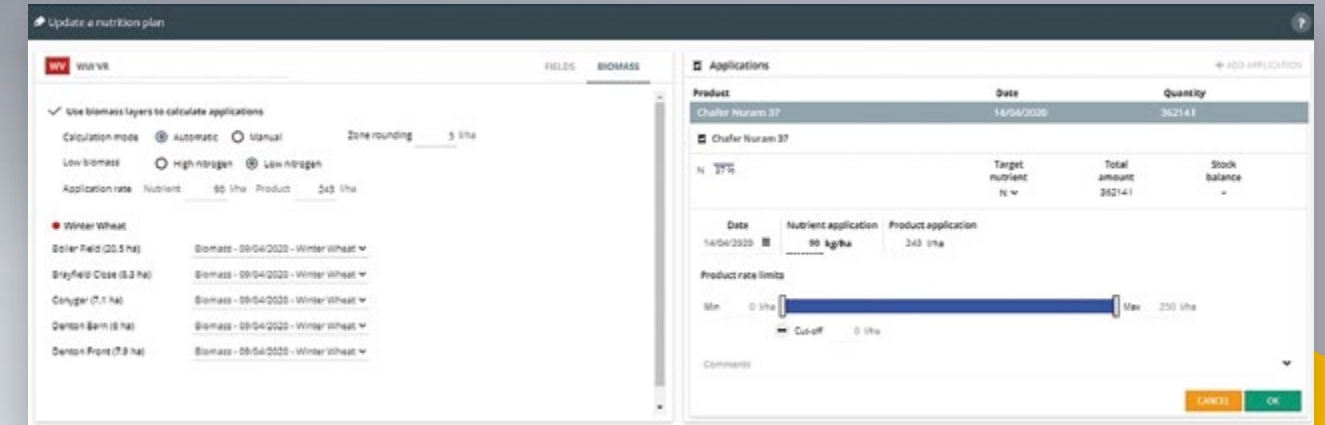 Update a nutrition plan
?
WV WW VR FIELDS BIOMASS
Use biomass layers to calculate applications
Calculation mode Automatic Manual Zone rounding 5 l/ha
Low biomass High nitrogen Low nitrogen
Application rate Nutrient 90 l/ha Product 243 l/ha
Winter Wheat
Boiler Field (20.5 ha) Biomass - 09/04/2020 - Winter Wheat
Brayfield Close (6.3 ha) Biomass - 09/04/2020 - Winter Wheat
Conyger (7.1 ha) Biomass - 09/04/2020 - Winter Wheat
Denton Barn (6 ha) Biomass - 09/04/2020 - Winter Wheat
Denton Front (7.9 ha) Biomass - 09/04/2020 - Winter Wheat
Applications + ADD APPLICATION
Product Date Quantity
Chafer Nuram 37 14/04/2020 36214 l
Chafer Nuram 37
N 37% Target nutrient Total amount Stock balance
N 36214 l -
Date Nutrient application Product application
14/04/2020 90 kg/ha 243 l/ha
Product rate limits
Min 0 l/ha Max 250 l/ha
Cut-off 0 l/ha
Comments
CANCEL OK